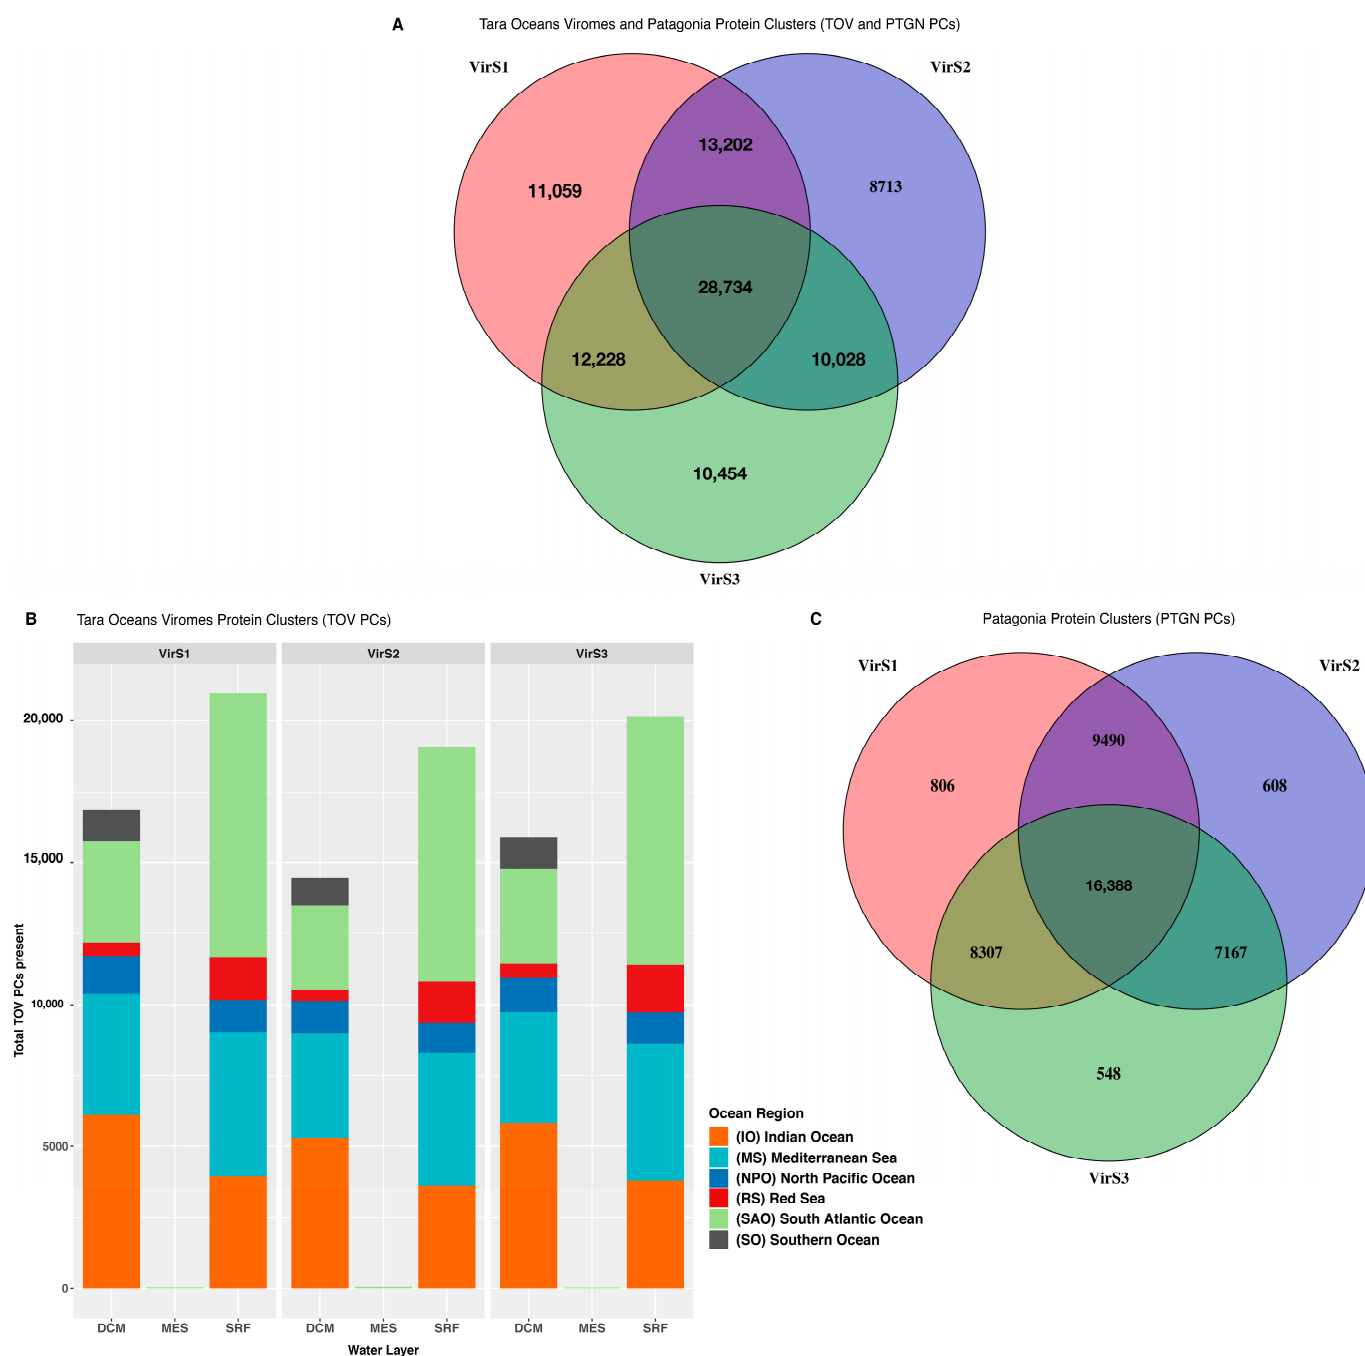 A Tara Oceans Viromes and Patagonia Protein Clusters (TOV and PTGN PCs)
VirS1 VirS2
13,202
11,059 8713
28,734
12,228 10,028
10,454
VirS3
B Tara Oceans Viromes Protein Clusters (TOV PCs)
VirS1 VirS2 VirS3
20,000
15,000
10,000
5000
0
Total TOV PCs present
DCM MES SRF DCM MES SRF DCM MES SRF
Water Layer
Ocean Region
(IO) Indian Ocean
(MS) Mediterranean Sea
(NPO) North Pacific Ocean
(RS) Red Sea
(SAO) South Atlantic Ocean
(SO) Southern Ocean
C Patagonia Protein Clusters (PTGN PCs)
VirS1 VirS2
9490
806 608
16,388
8307 7167
548
VirS3